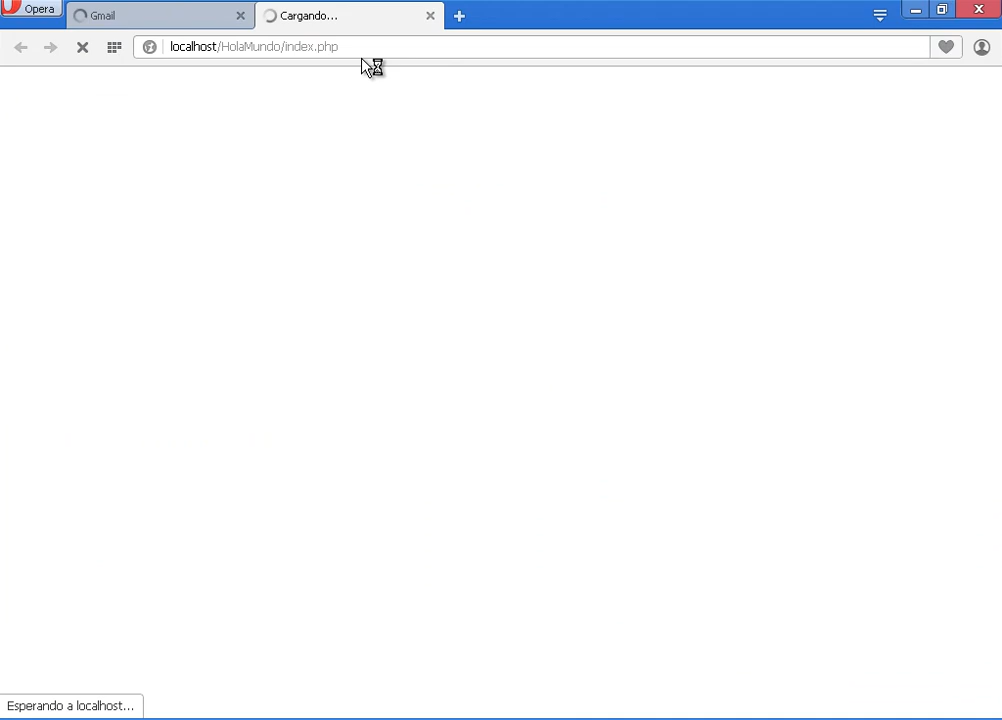 Opera
Gmail
Cargando...
localhost/HolaMundo/index.php
Esperando a localhost...